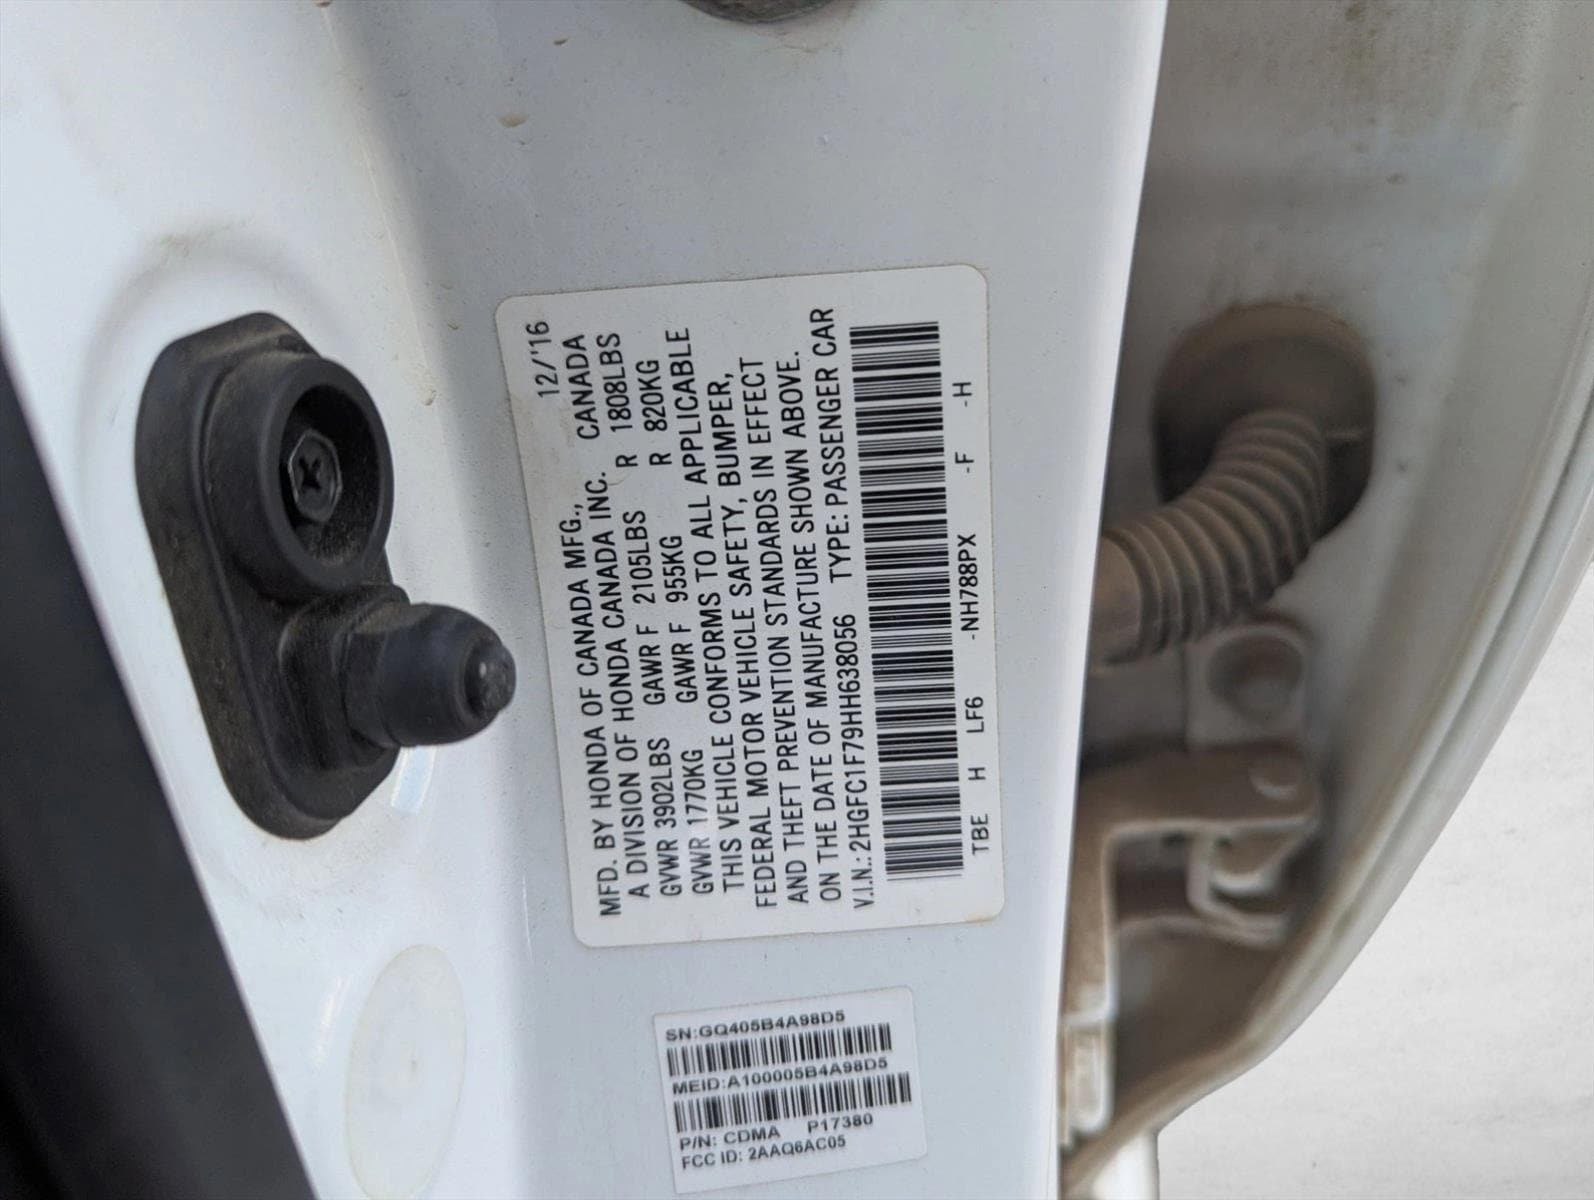 12/'16
MFD. BY HONDA OF CANADA MFG., CANADA
A DIVISION OF HONDA CANADA INC.
GVWR 3902LBS GAWR F 2105LBS R 1808LBS
GVWR 1770KG GAWR F 955KG R 820KG
THIS VEHICLE CONFORMS TO ALL APPLICABLE
FEDERAL MOTOR VEHICLE SAFETY, BUMPER,
AND THEFT PREVENTION STANDARDS IN EFFECT
ON THE DATE OF MANUFACTURE SHOWN ABOVE.
V.I.N.: 2HGFC1F79HH638056 TYPE: PASSENGER CAR
TBE H LF6 -NH788PX -F -H
SN:GQ405B4A98D5
MEID:A100005B4A98D5
P/N: CDMA P17380
FCC ID: 2AAQ6AC05